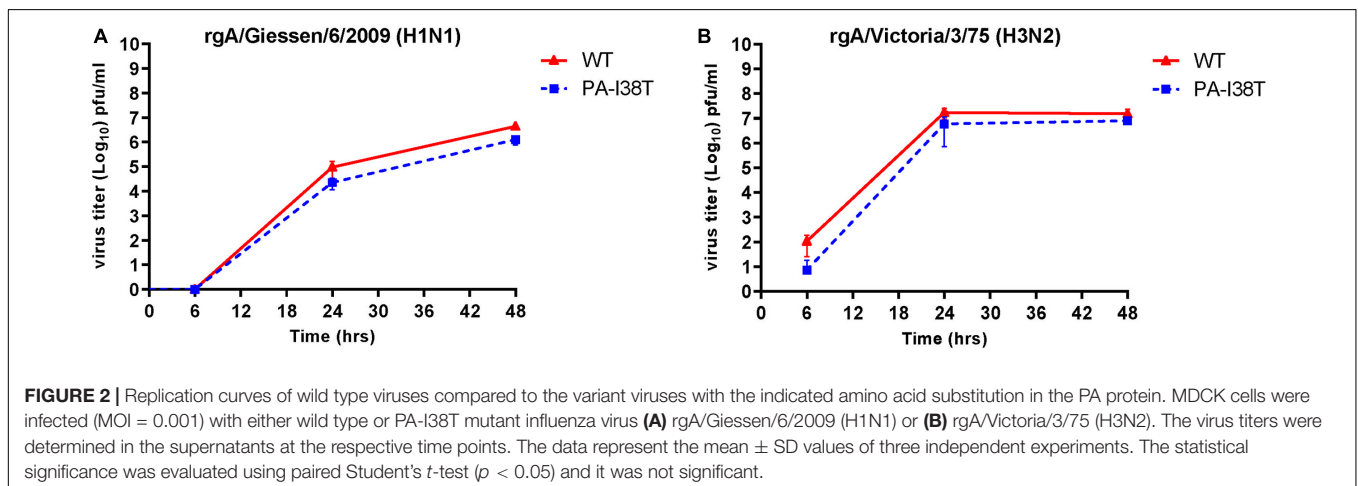 A
rgA/Giessen/6/2009 (H1N1)
virus titer (Log10) pfu/ml
10
9
8
7
6
5
4
3
2
1
0
0 6 12 18 24 30 36 42 48
Time (hrs)
WT
PA-I38T
B
rgA/Victoria/3/75 (H3N2)
virus titer (Log10) pfu/ml
10
9
8
7
6
5
4
3
2
1
0
0 6 12 18 24 30 36 42 48
Time (hrs)
WT
PA-I38T
FIGURE 2 | Replication curves of wild type viruses compared to the variant viruses with the indicated amino acid substitution in the PA protein. MDCK cells were
infected (MOI = 0.001) with either wild type or PA-I38T mutant influenza virus (A) rgA/Giessen/6/2009 (H1N1) or (B) rgA/Victoria/3/75 (H3N2). The virus titers were
determined in the supernatants at the respective time points. The data represent the mean ± SD values of three independent experiments. The statistical
significance was evaluated using paired Student's t-test (p < 0.05) and it was not significant.